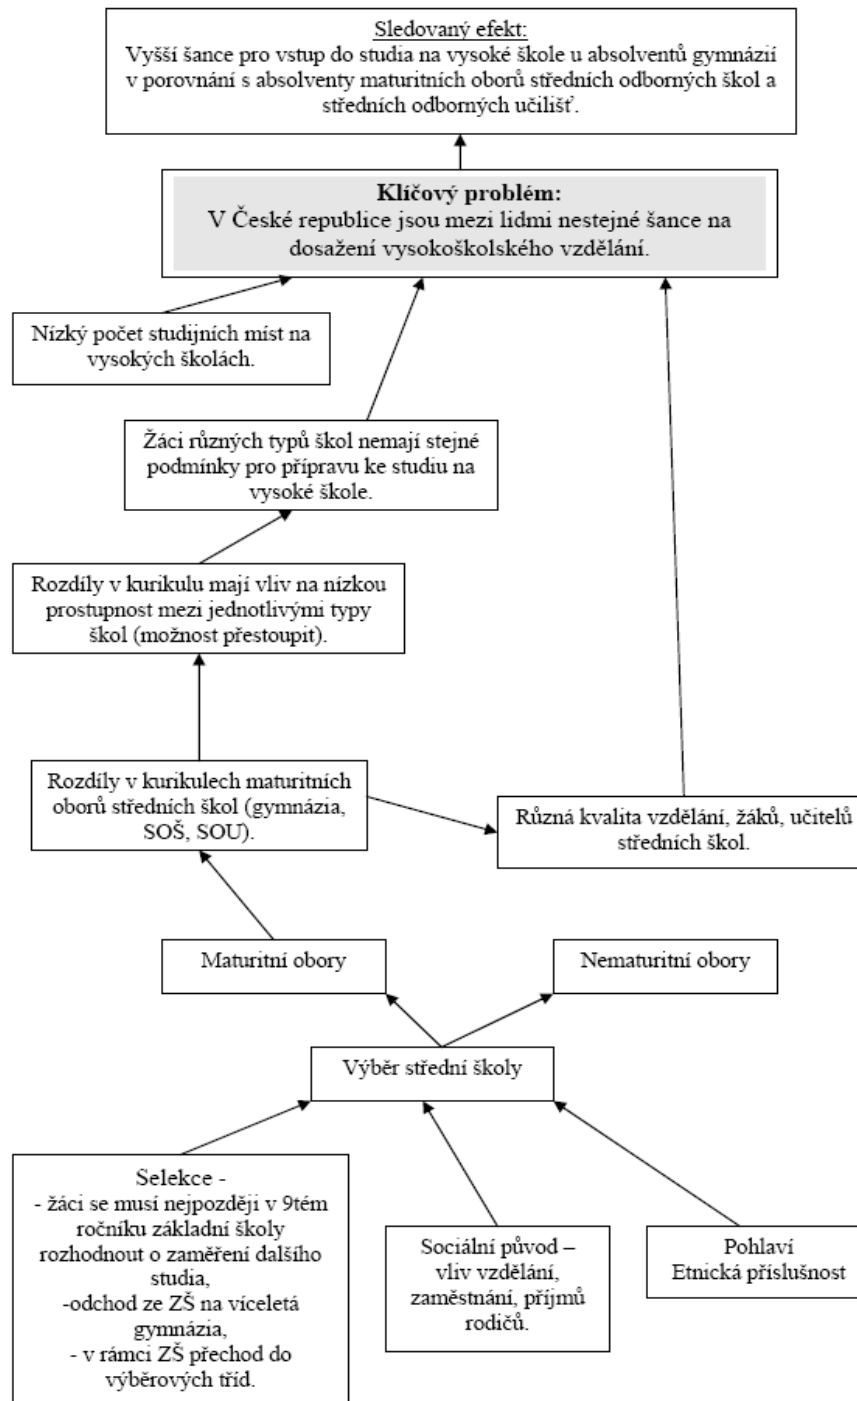 Sledovaný efekt:
Vyšší šance pro vstup do studia na vysoké škole u absolventů gymnázií
v porovnání s absolventy maturitních oborů středních odborných škol a
středních odborných učilišť.
Klíčový problém:
V České republice jsou mezi lidmi nestejné šance na
dosažení vysokoškolského vzdělání.
Nízký počet studijních míst na
vysokých školách.
Žáci různých typů škol nemají stejné
podmínky pro přípravu ke studiu na
vysoké škole.
Rozdíly v kurikulu mají vliv na nízkou
prostupnost mezi jednotlivými typy
škol (možnost přestoupit).
Rozdíly v kurikulech maturitních
oborů středních škol (gymnázia,
SOŠ, SOU).
Různá kvalita vzdělání, žáků, učitelů
středních škol.
Maturitní obory
Nematuritní obory
Výběr střední školy
Selekce -
- žáci se musí nejpozději v 9tém
ročníku základní školy
rozhodnout o zaměření dalšího
studia,
-odchod ze ZŠ na víceletá
gymnázia,
- v rámci ZŠ přechod do
výběrových tříd.
Sociální původ –
vliv vzdělání,
zaměstnání, příjmů
rodičů.
Pohlaví
Etnická příslušnost